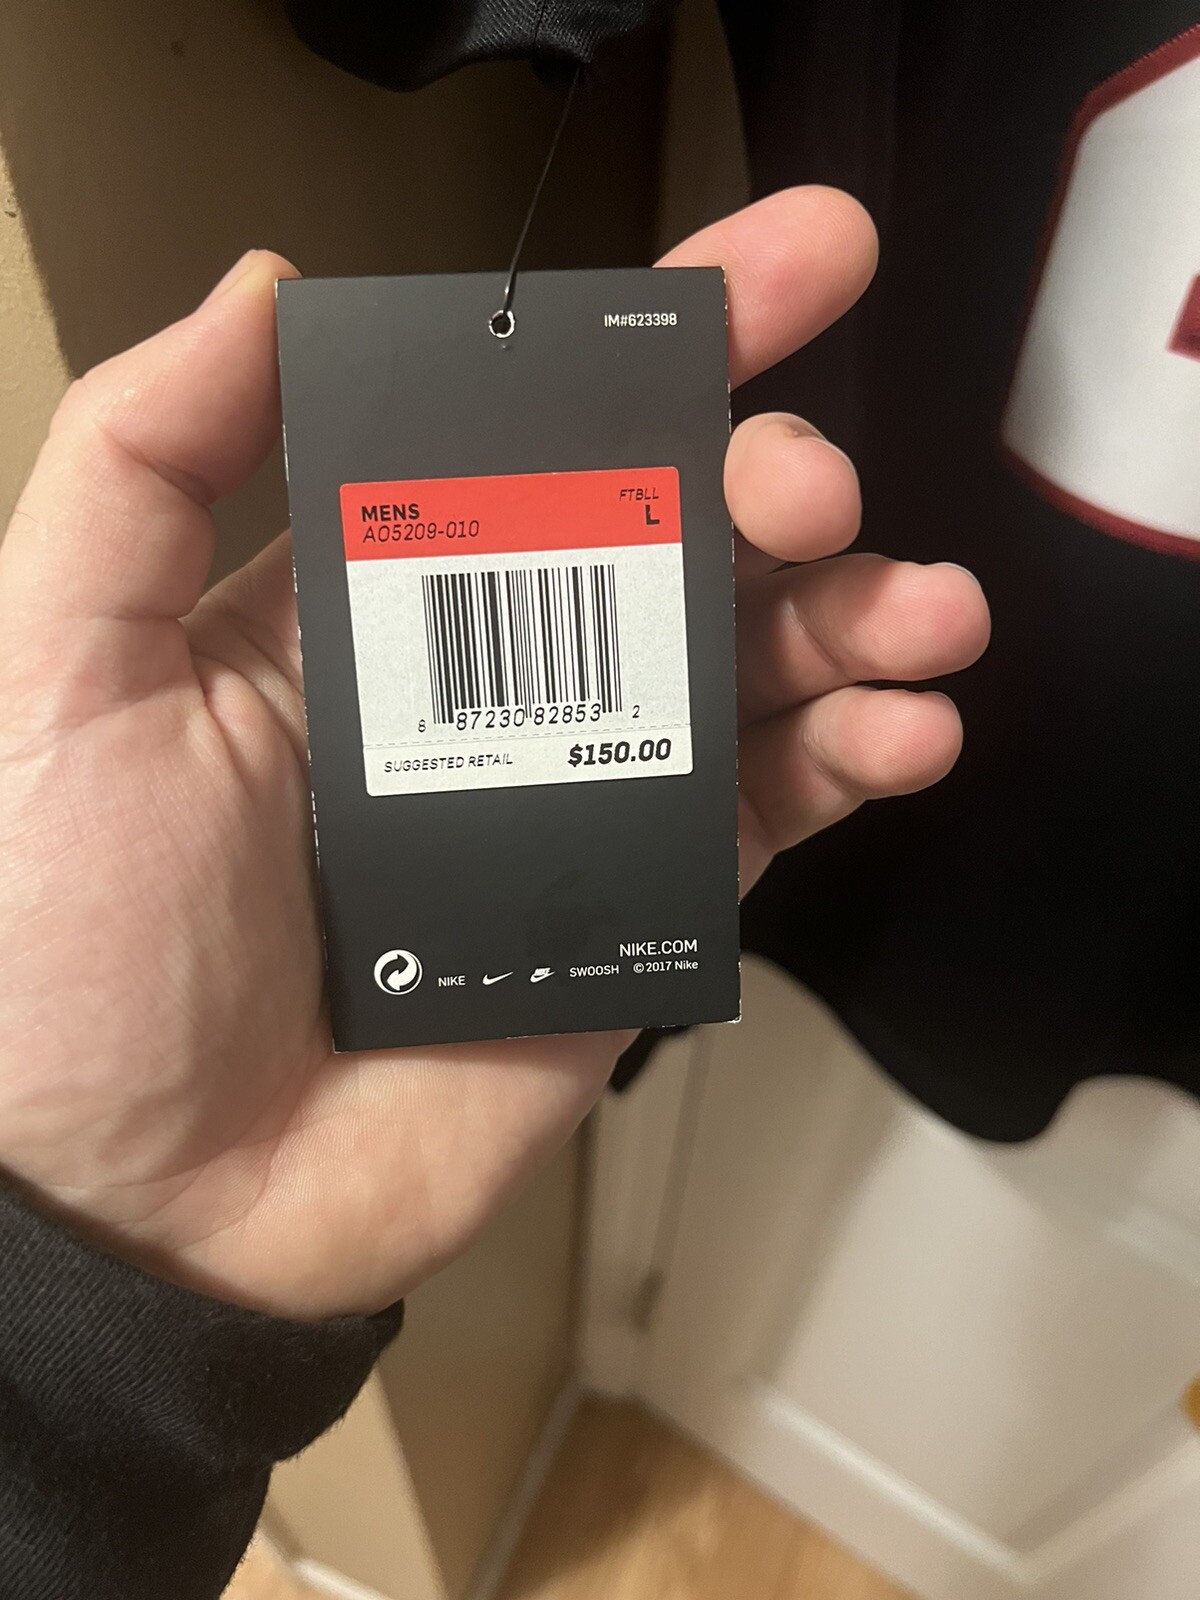 IM#623398
MENS
AO5209-010
FTBLL
L
8 87230 82853 2
SUGGESTED RETAIL $150.00
NIKE.COM
NIKE NIKE SWOOSH © 2017 Nike